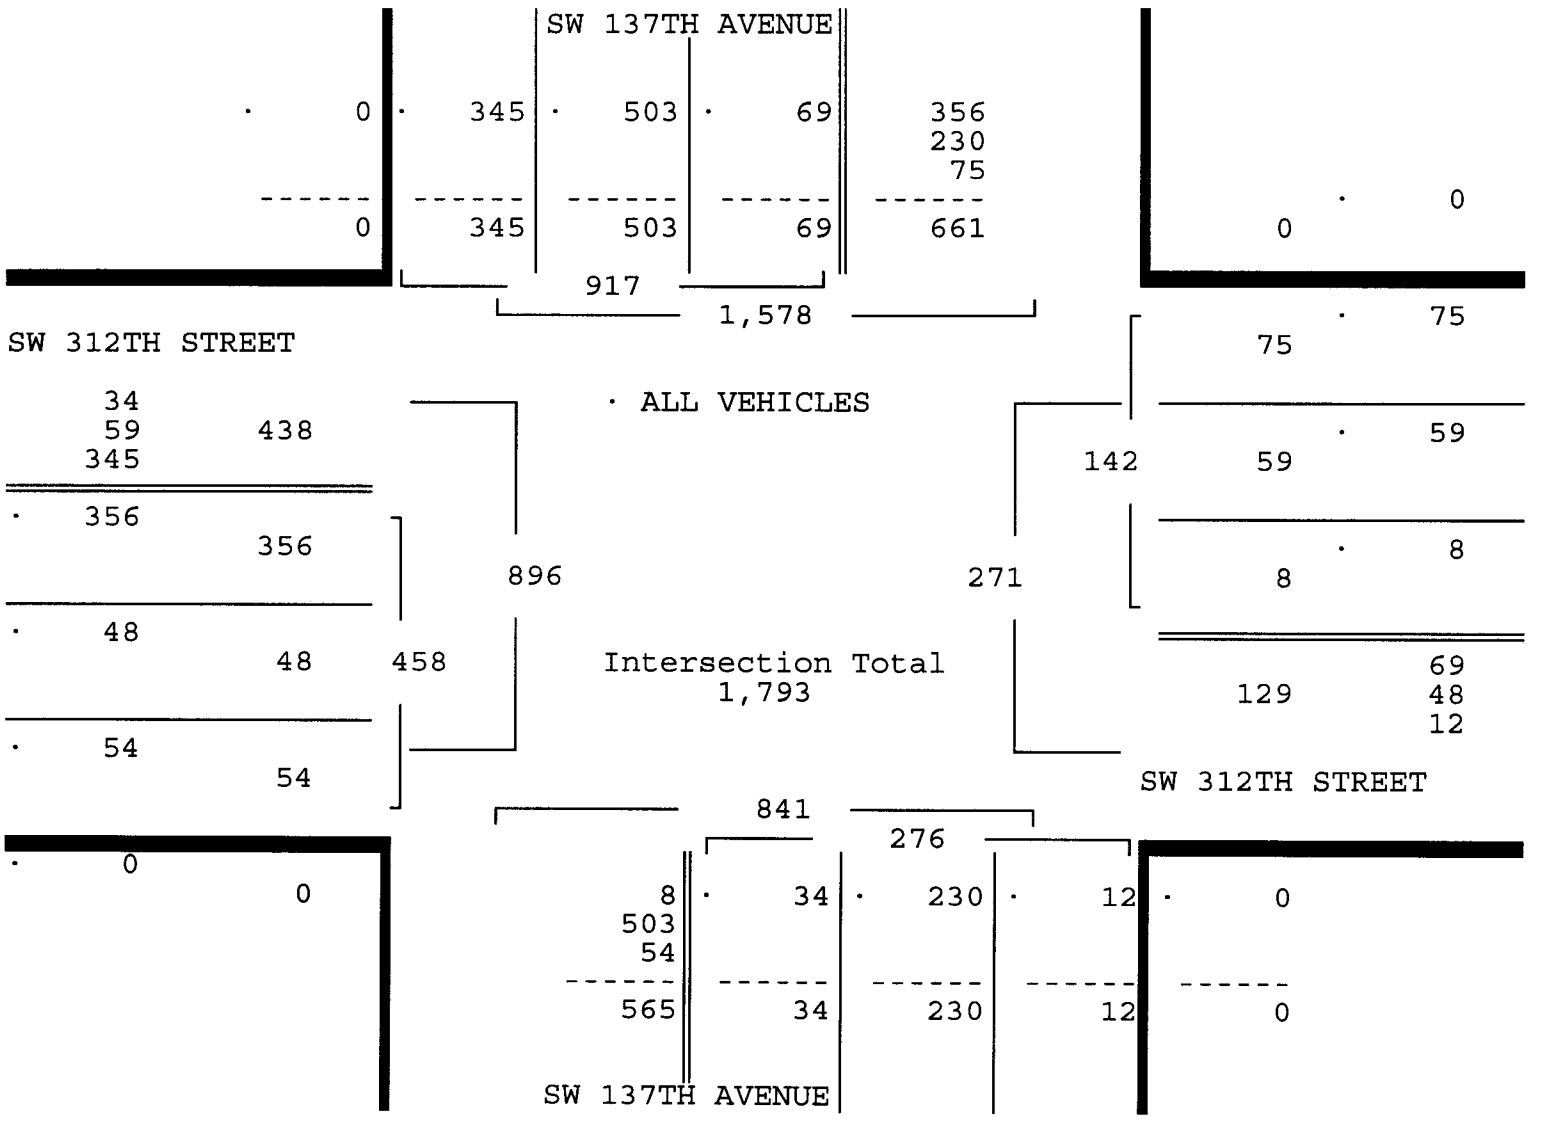 SW 137TH AVENUE
· 0 · 345 · 503 · 69 356
230
75
------ ------ ------ ------ ------
· 0
0 345 503 69 661
0
917
1,578
· 75
SW 312TH STREET
75
34
· ALL VEHICLES
59 438
· 59
345
142 59
· 356
356
· 8
896
271
8
· 48
48 458
Intersection Total
69
1,793
129 48
12
· 54
54
SW 312TH STREET
841
276
· 0
0
8 · 34 · 230 · 12 · 0
503
54
------ ------ ------ ------ ------
565 34 230 12 0
SW 137TH AVENUE